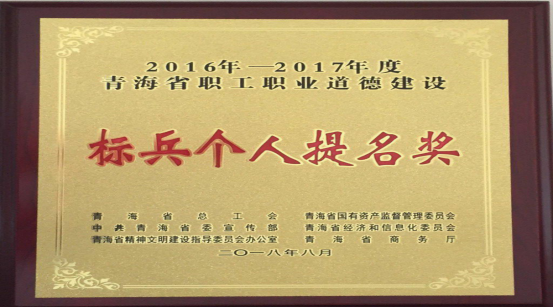 2016年—2017年度
青海省职工职业道德建设
标兵个人提名奖
青海省总工会 青海省国有资产监督管理委员会
中共青海省委宣传部 青海省经济和信息化委员会
青海省精神文明建设指导委员会办公室 青海省商务厅
二〇一八年八月